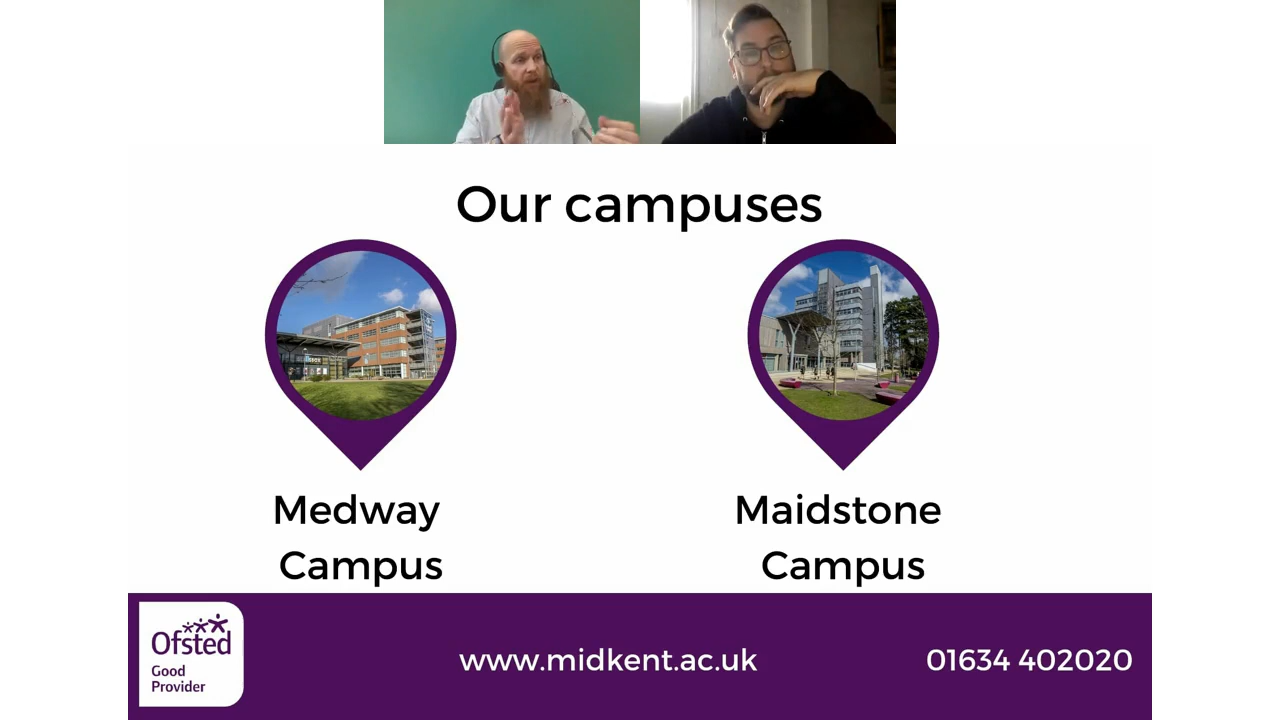 Our campuses
Medway
Campus
Maidstone
Campus
Ofsted
Good
Provider
www.midkent.ac.uk
01634 402020